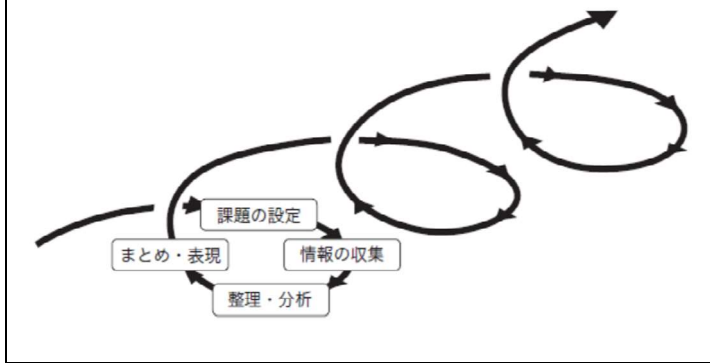 課題の設定
まとめ・表現
情報の収集
整理・分析